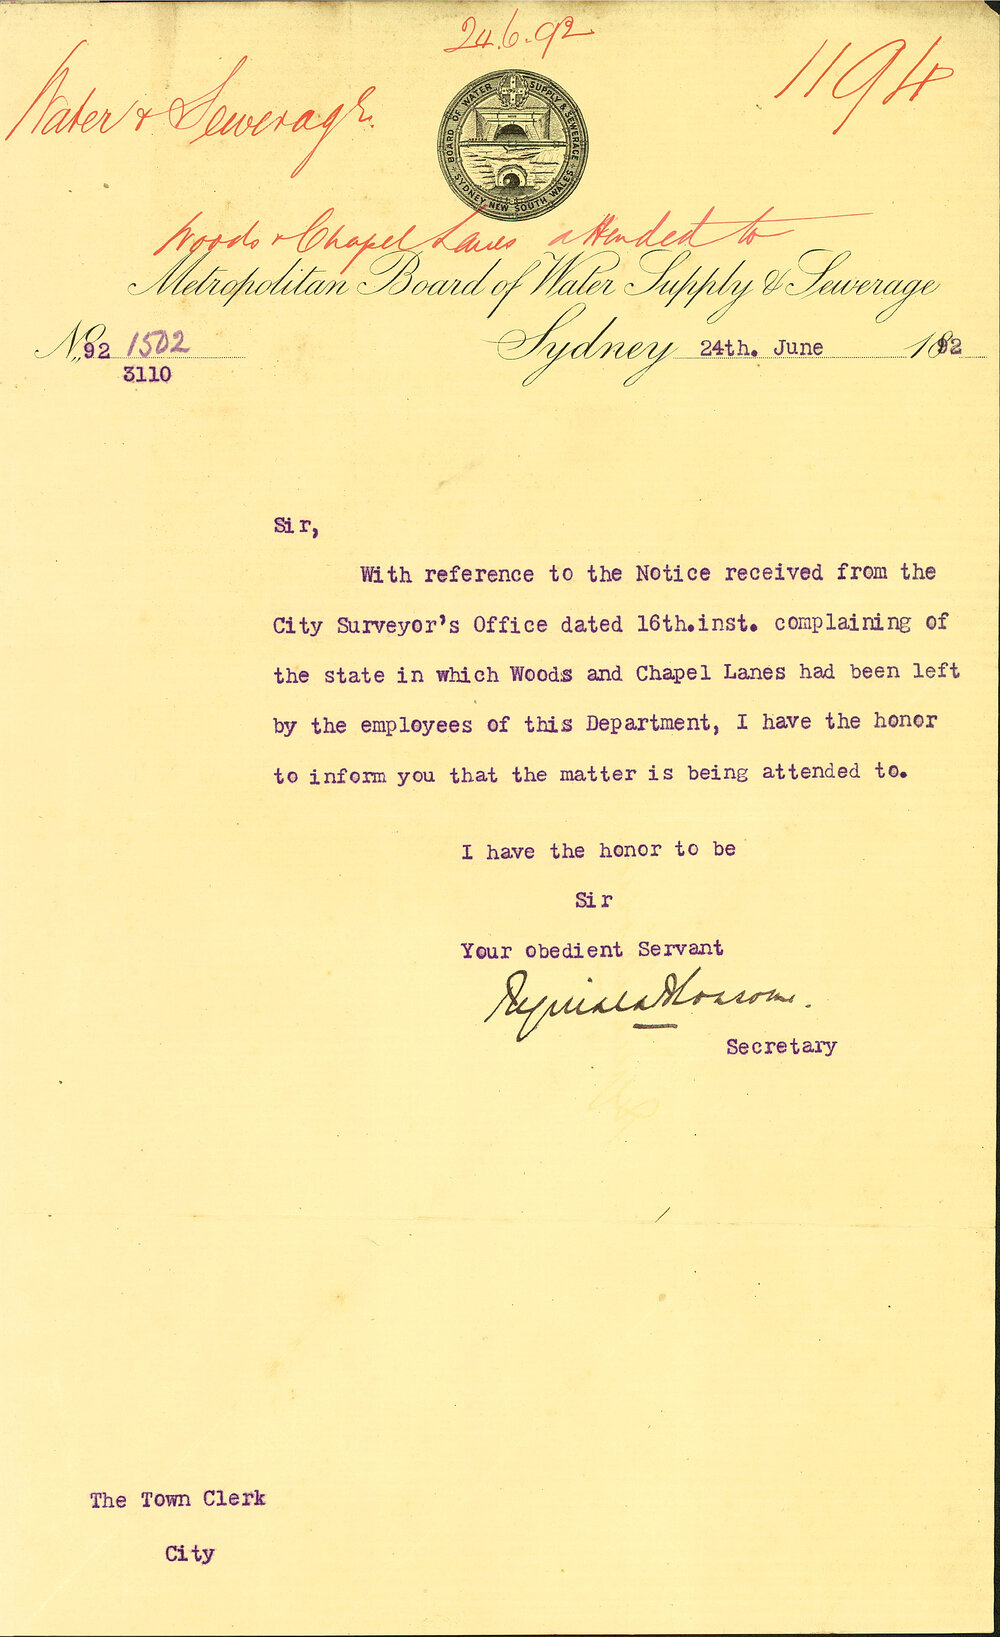 24.6.92
Water & Sewerage.
1194
BOARD OF WATER SUPPLY & SEWERAGE
SYDNEY NEW SOUTH WALES
Woods & Chapel Lanes attended to
Metropolitan Board of Water Supply & Sewerage
No. 92 1502
3110
Sydney 24th. June 1892
Sir,
With reference to the Notice received from the
City Surveyor's Office dated 16th.inst. complaining of
the state in which Woods and Chapel Lanes had been left
by the employees of this Department, I have the honor
to inform you that the matter is being attended to.
I have the honor to be
Sir
Your obedient Servant
Secretary
The Town Clerk
City